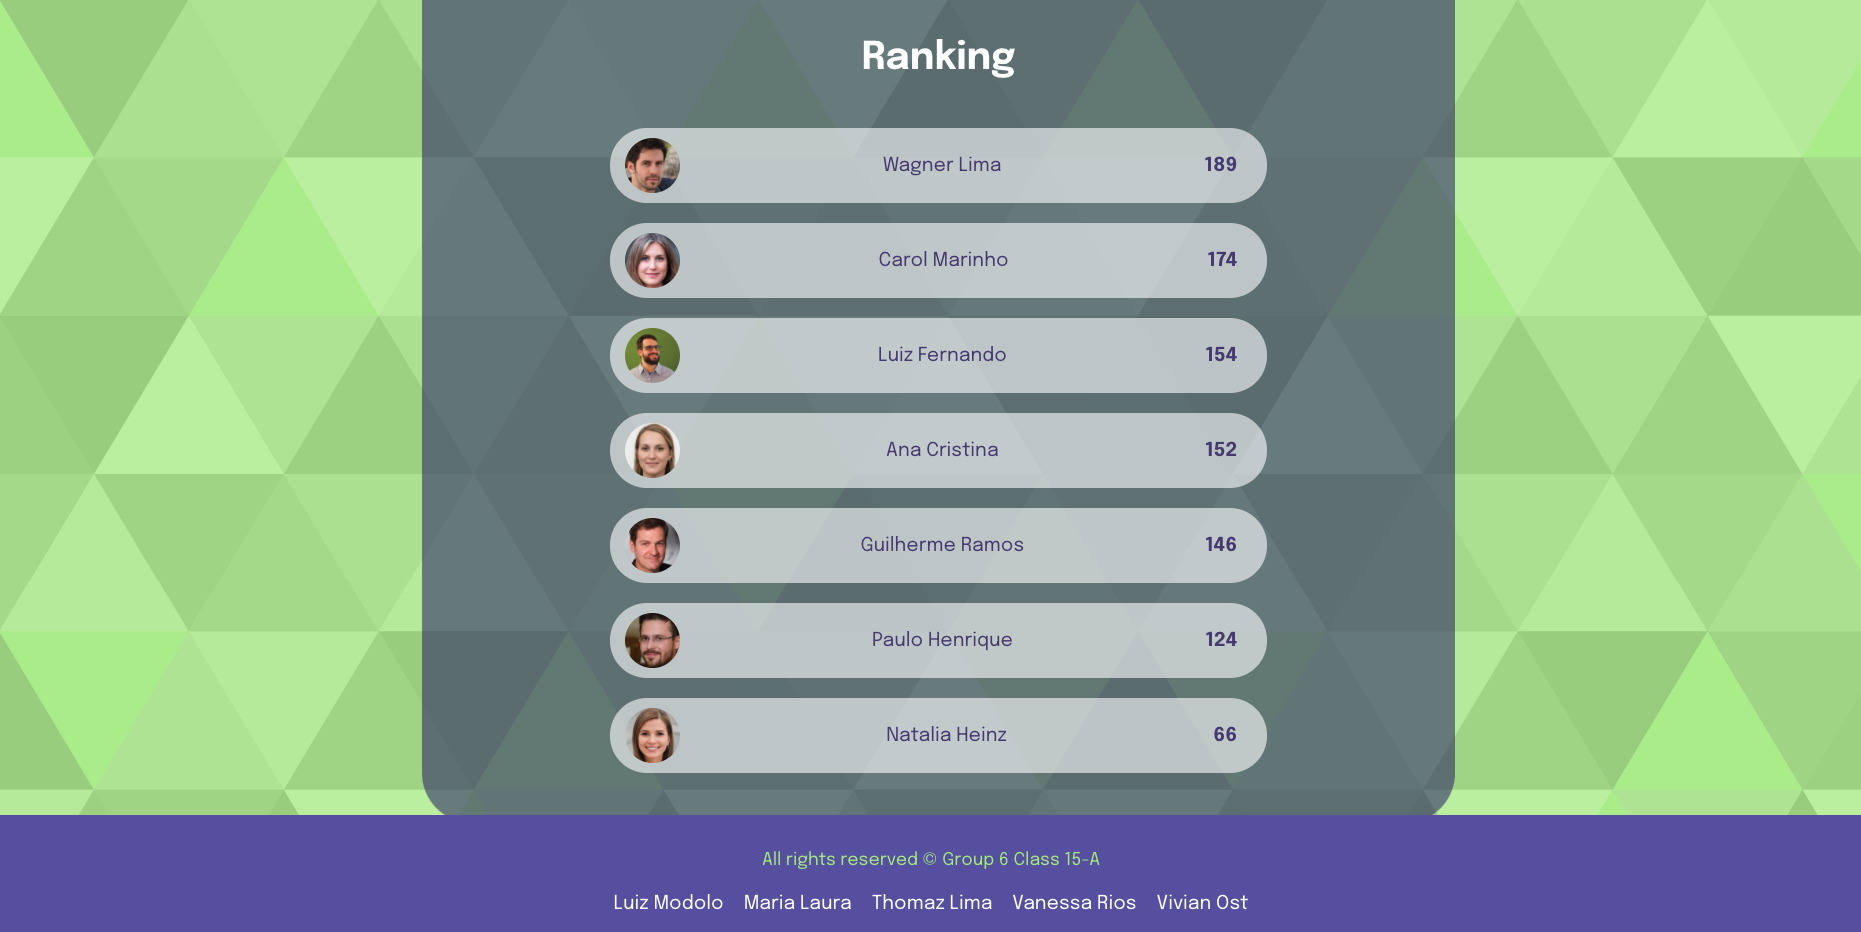 Ranking
Wagner Lima 189
Carol Marinho 174
Luiz Fernando 154
Ana Cristina 152
Guilherme Ramos 146
Paulo Henrique 124
Natalia Heinz 66
All rights reserved © Group 6 Class 15-A
Luiz Modolo Maria Laura Thomaz Lima Vanessa Rios Vivian Ost